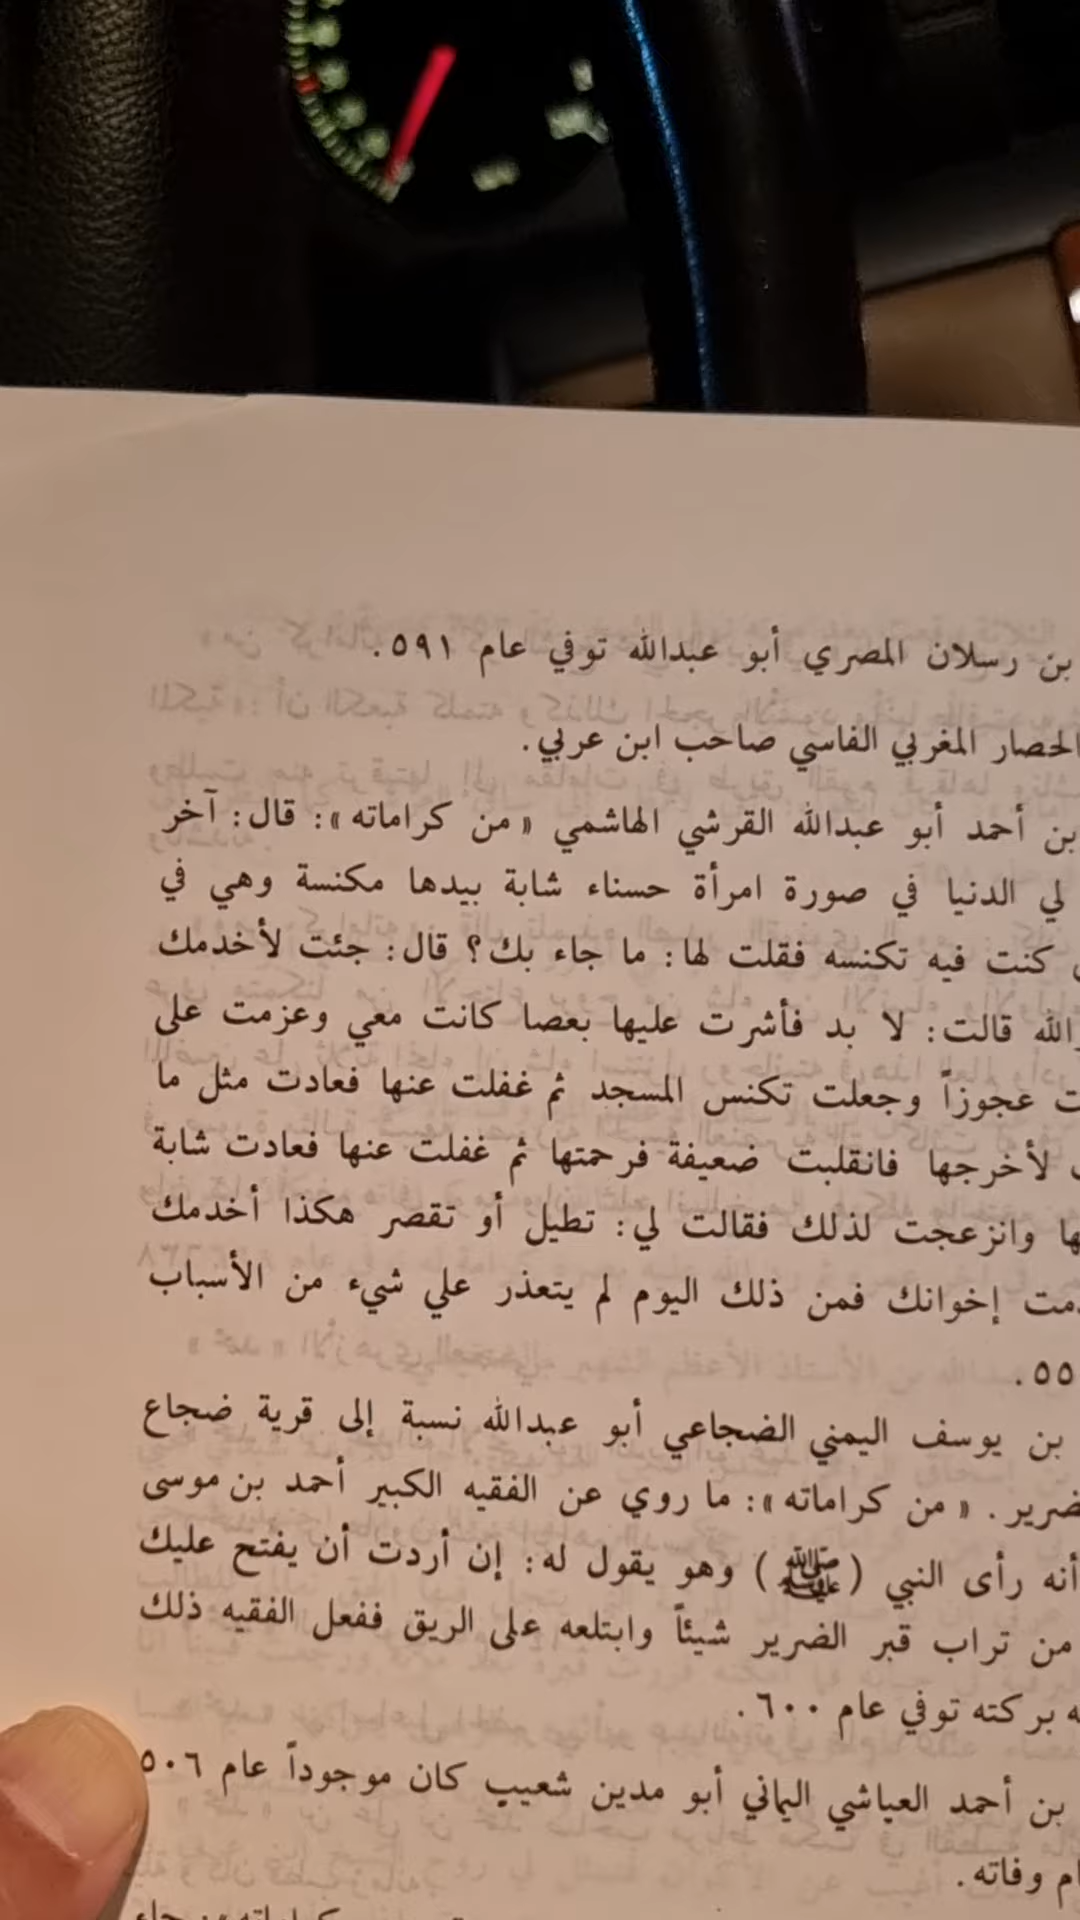 بن رسلان المصري أبو عبدالله توفي عام ٥٩١.
الحصار المغربي الفاسي صاحب ابن عربي.
بن أحمد أبو عبدالله القرشي الهاشمي «من كراماته»: قال: آخر
لي الدنيا في صورة امرأة حسناء شابة بيدها مكنسة وهي في
كنت فيه تكنسه فقلت لها: ما جاء بك؟ قال: جئت لأخدمك
الله قالت: لا بد فأشرت عليها بعصا كانت معي وعزمت على
عجوزاً وجعلت تكنس المسجد ثم غفلت عنها فعادت مثل ما
لأخرجها فانقلبت ضعيفة فرحمتها ثم غفلت عنها فعادت شابة
وانزعجت لذلك فقالت لي: تطيل أو تقصر هكذا أخدمك
إخوانك فمن ذلك اليوم لم يتعذر علي شيء من الأسباب
٥٥.
بن يوسف اليمني الضجاعي أبو عبدالله نسبة إلى قرية ضجاع
ضرير. «من كراماته»: ما روي عن الفقيه الكبير أحمد بن موسى
أنه رأى النبي (ﷺ) وهو يقول له: إن أردت أن يفتح عليك
من تراب قبر الضرير شيئاً وابتلعه على الريق ففعل الفقيه ذلك
بركته توفي عام ٦٠٠.
بن أحمد العياشي اليماني أبو مدين شعيب كان موجوداً عام ٥٠٦
وفاته.